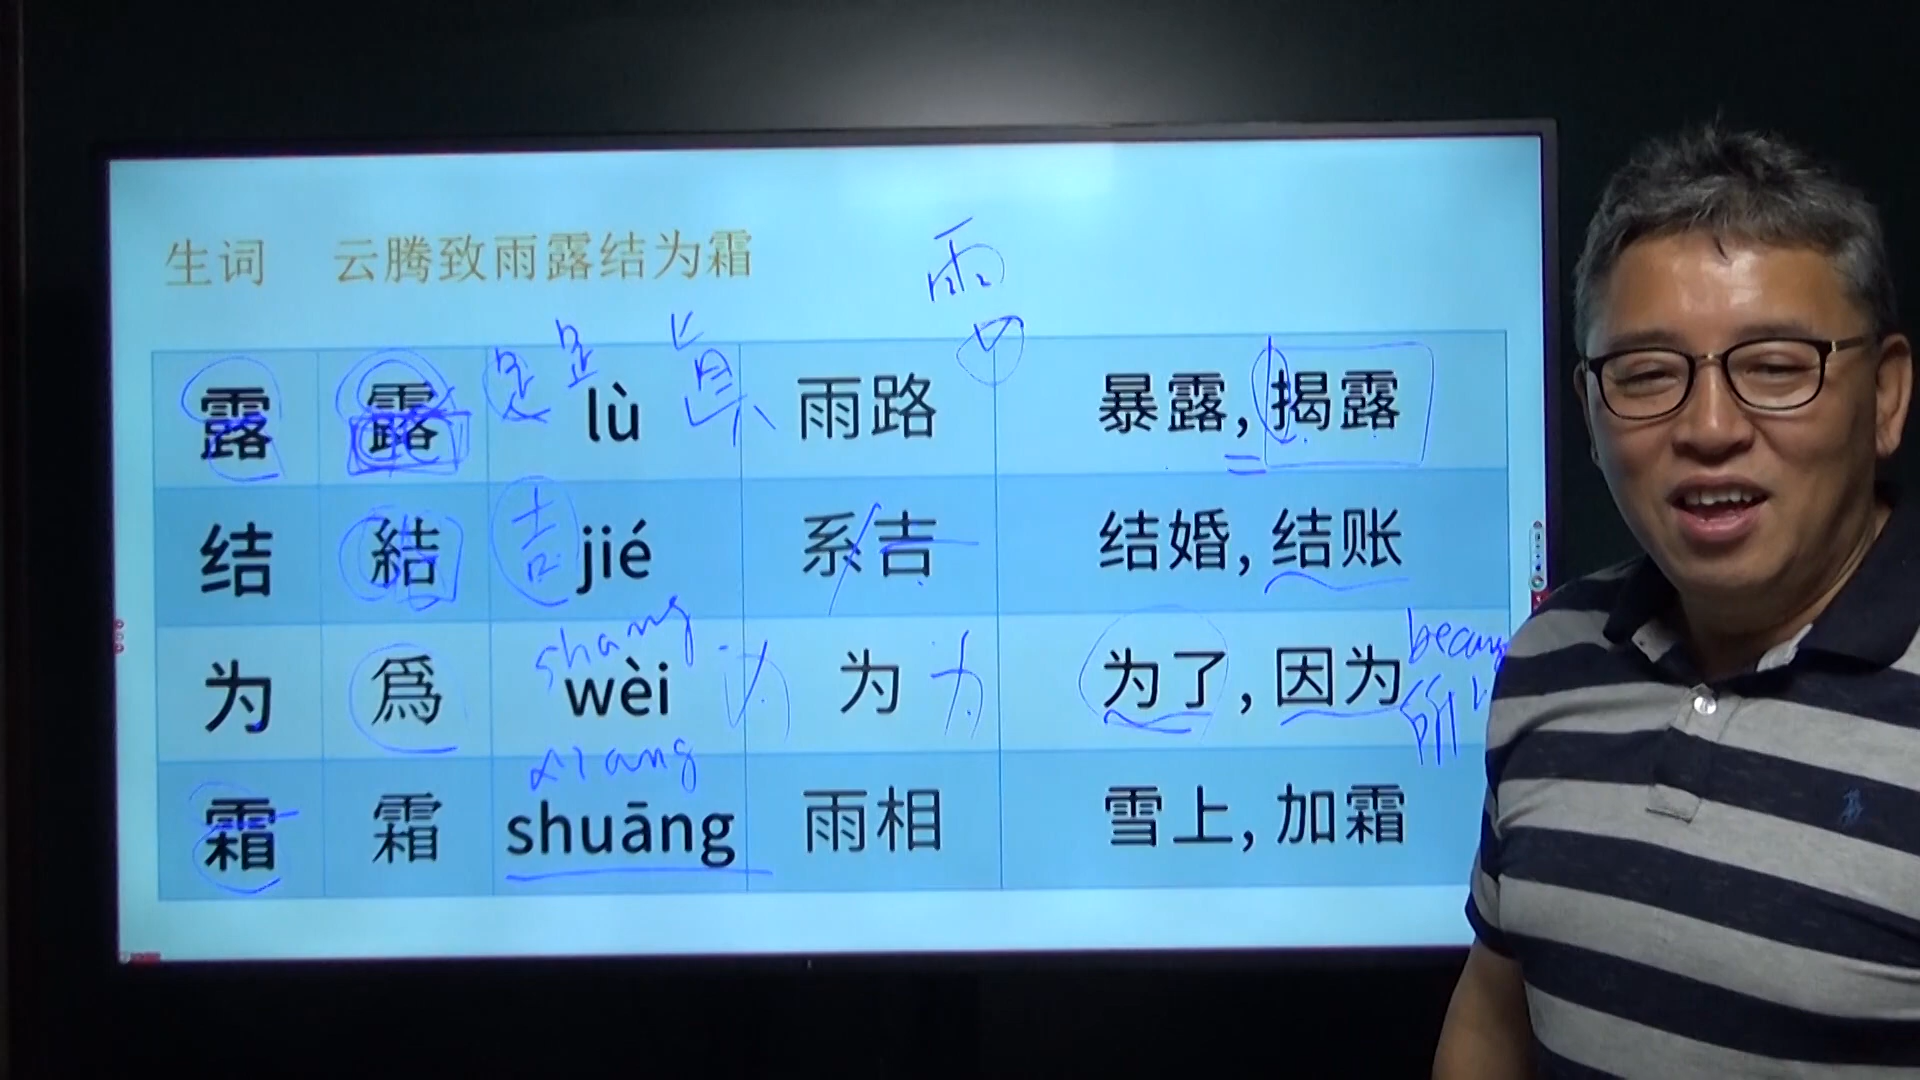 生词 云腾致雨露结为霜
雨
露 露 lù 雨路 暴露, 揭露
结 結 吉 jié 系吉 结婚, 结账
shang
为 爲 wèi 为 为了, 因为
xiang
霜 霜 shuāng 雨相 雪上, 加霜